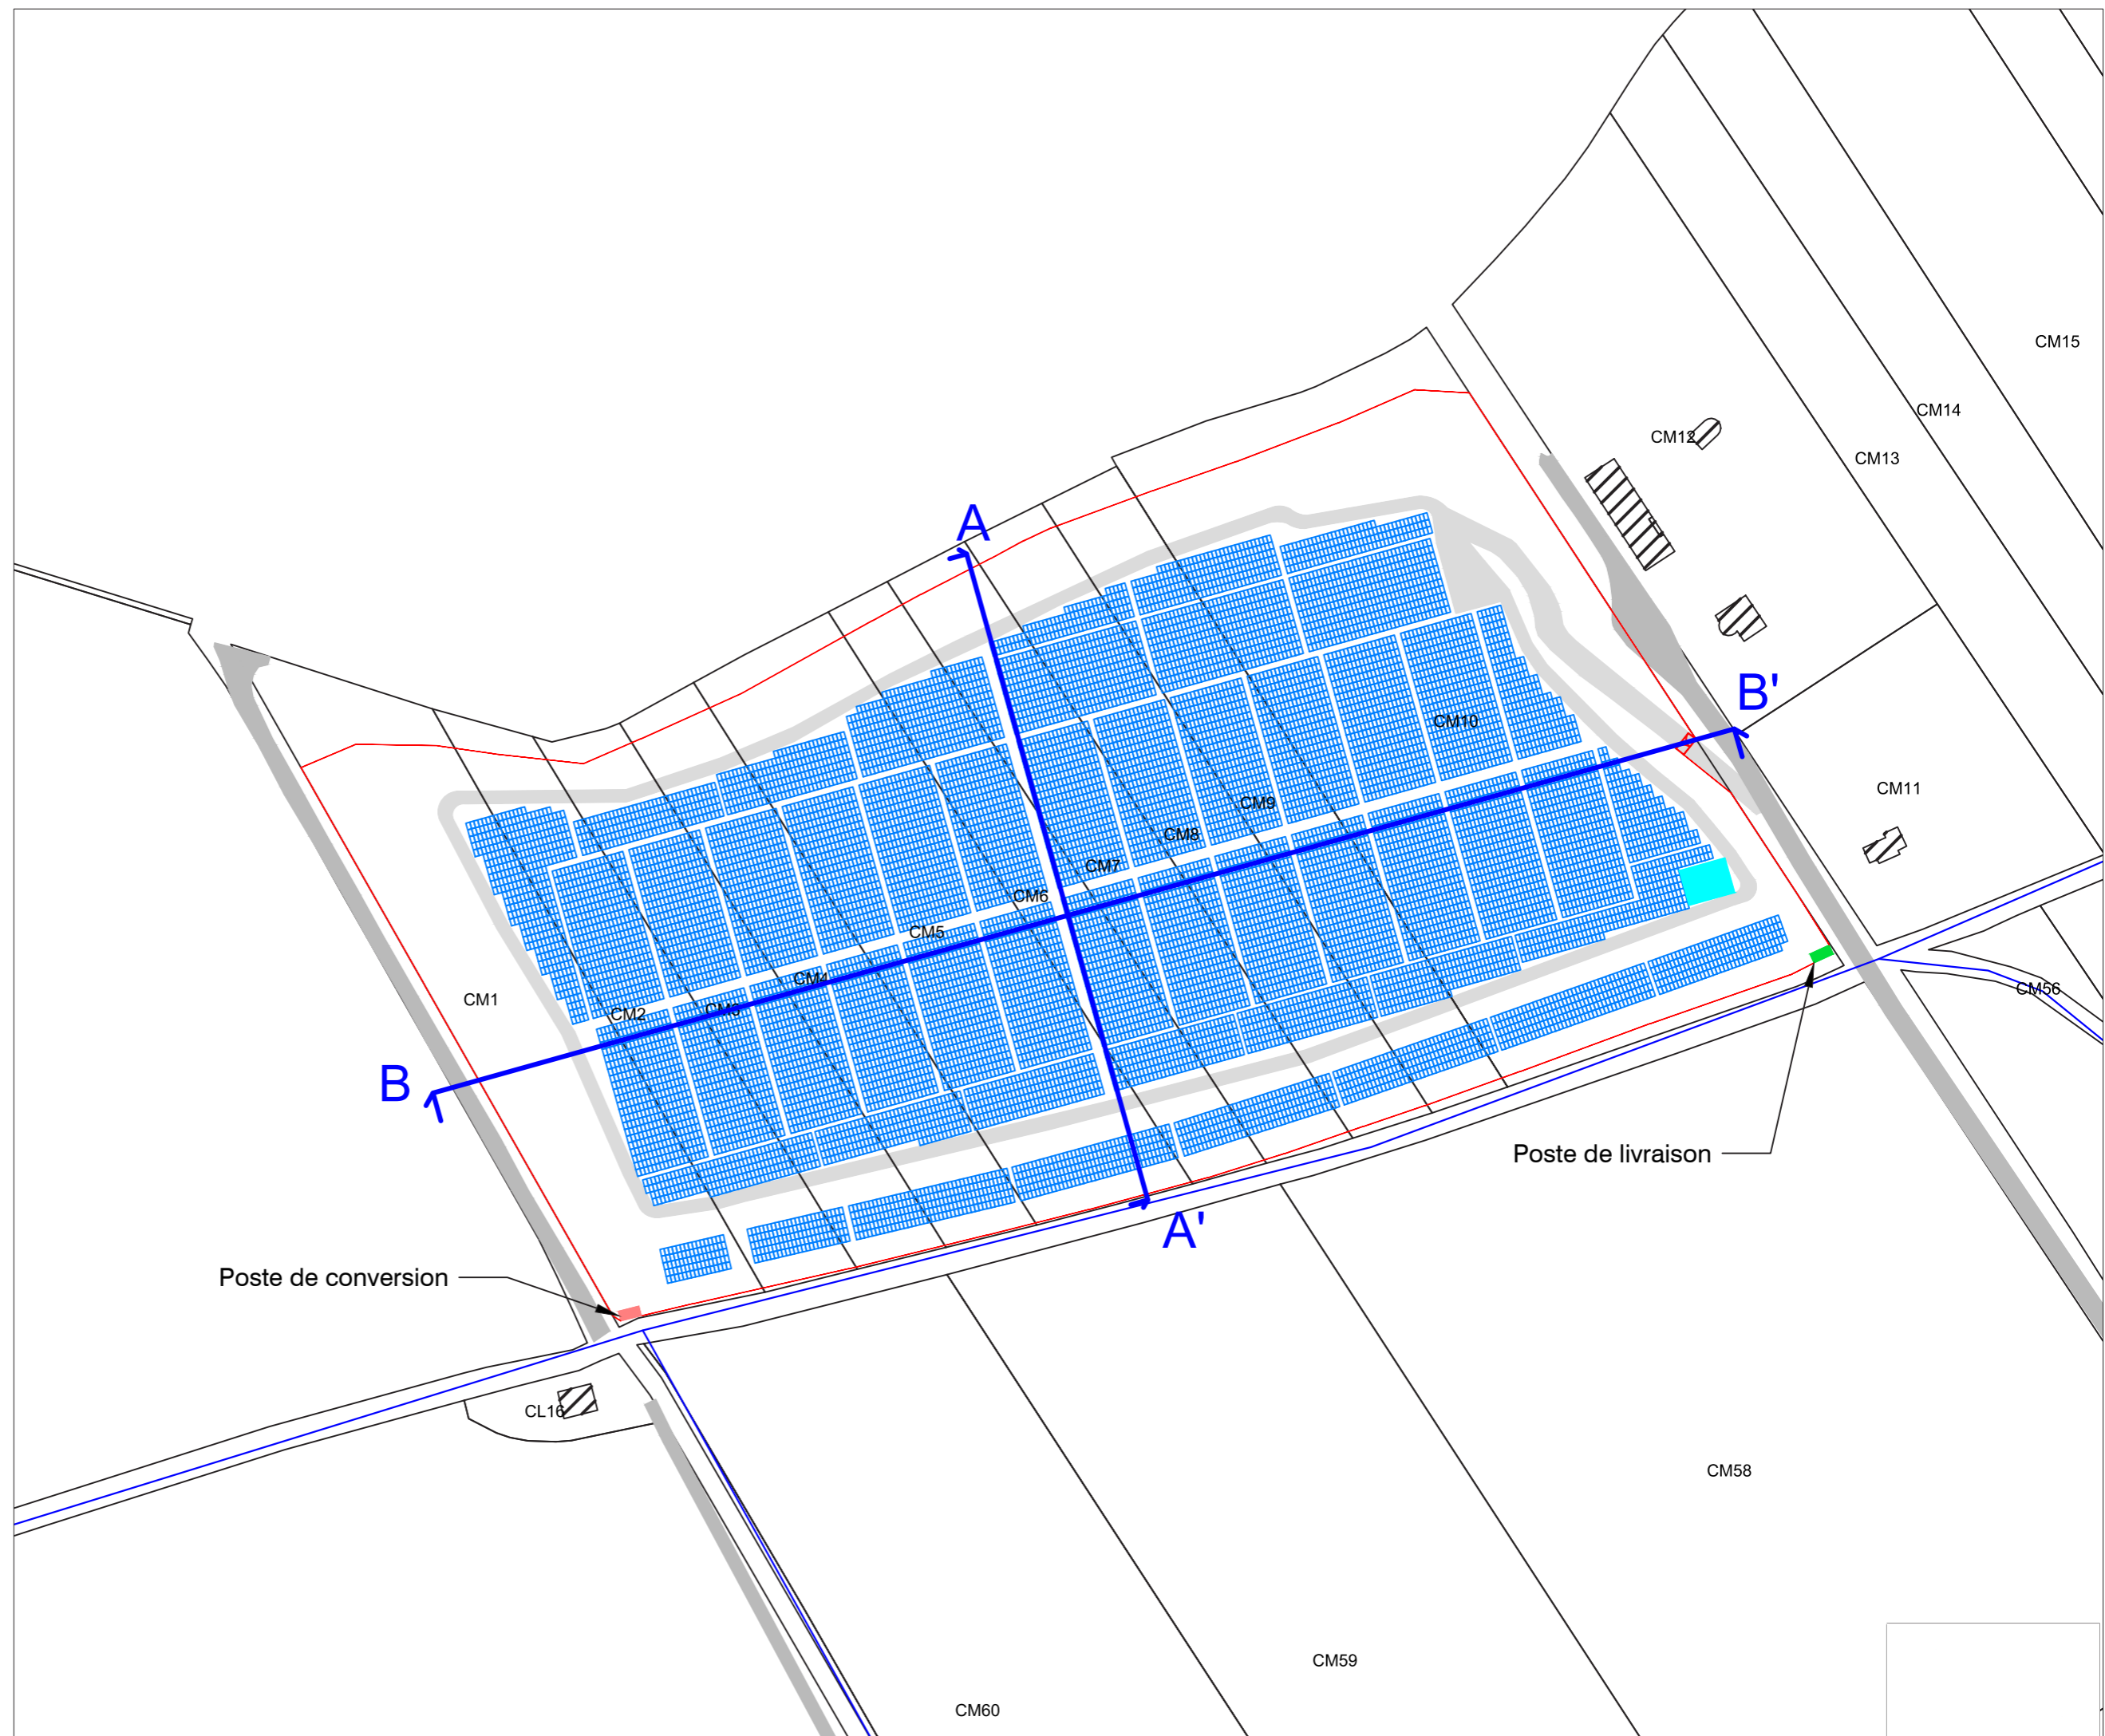 CM15
CM14
CM12
CM13
A
B'
CM10
CM11
CM9
CM8
CM7
CM6
CM5
CM4
CM56
CM1
CM3
CM2
B
Poste de livraison
A'
Poste de conversion
CL16
CM58
CM59
CM60